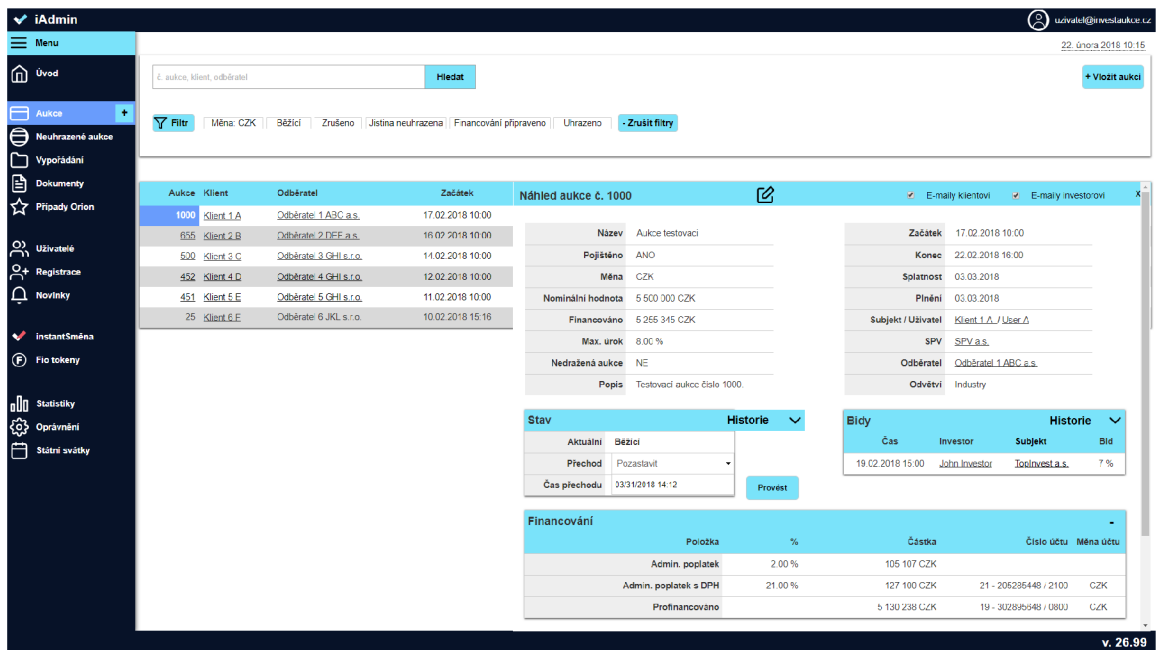 iAdmin
uzivatel@investaukce.cz
Menu
22. února 2018 10:15
Úvod
č. aukce, klient, odběratel
Hledat
+ Vložit aukci
Aukce +
Neuhrazené aukce
Vypořádání
Dokumenty
Případy Orion
Uživatelé
Registrace
Novinky
instantSměna
Fio tokeny
Statistiky
Oprávnění
Státní svátky
Filtr Měna: CZK Běžící Zrušeno Jistina neuhrazena Financování připraveno Uhrazeno - Zrušit filtry
Aukce Klient Odběratel Začátek
1000 Klient 1 A Odběratel 1 ABC a.s. 17.02.2018 10:00
655 Klient 2 B Odběratel 2 DEF a.s. 16.02.2018 10:00
500 Klient 3 C Odběratel 3 GHI s.r.o. 14.02.2018 10:00
452 Klient 4 D Odběratel 4 GHI s.r.o. 12.02.2018 10:00
451 Klient 5 E Odběratel 5 GHI s.r.o. 11.02.2018 10:00
25 Klient 6 F Odběratel 6 JKL s.r.o. 10.02.2018 15:16
Náhled aukce č. 1000
E-maily klientovi E-maily investorovi x
Název Aukce testovací
Pojištěno ANO
Měna CZK
Nominální hodnota 5 500 000 CZK
Financováno 5 255 345 CZK
Max. úrok 8.00 %
Nedražená aukce NE
Popis Testovací aukce číslo 1000.
Začátek 17.02.2018 10:00
Konec 22.02.2018 16:00
Splatnost 03.03.2018
Plnění 03.03.2018
Subjekt / Uživatel Klient 1 A / User A
SPV SPV a.s.
Odběratel Odběratel 1 ABC a.s.
Odvětví Industry
Stav Historie
Aktuální Běžící
Přechod Pozastavit
Čas přechodu 03/31/2018 14:12
Provést
Bidy Historie
Čas Investor Subjekt Bid
19.02.2018 15:00 John Investor TopInvest a.s. 7 %
Financování -
Položka % Částka Číslo účtu Měna účtu
Admin. poplatek 2.00 % 105 107 CZK
Admin. poplatek s DPH 21.00 % 127 180 CZK 21 - 205285448 / 2100 CZK
Profinancováno 5 130 238 CZK 19 - 302895648 / 0800 CZK
v. 26.99